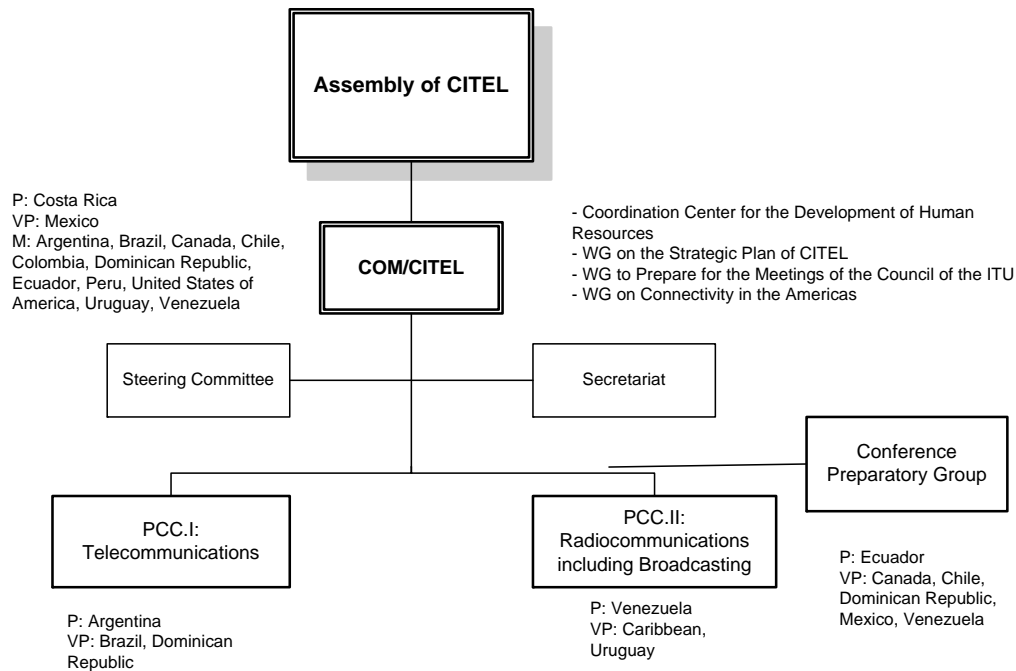 Assembly of CITEL
P: Costa Rica
VP: Mexico
M: Argentina, Brazil, Canada, Chile,
Colombia, Dominican Republic,
Ecuador, Peru, United States of
America, Uruguay, Venezuela
COM/CITEL
- Coordination Center for the Development of Human
Resources
- WG on the Strategic Plan of CITEL
- WG to Prepare for the Meetings of the Council of the ITU
- WG on Connectivity in the Americas
Steering Committee
Secretariat
Conference
Preparatory Group
PCC.I:
Telecommunications
PCC.II:
Radiocommunications
including Broadcasting
P: Ecuador
VP: Canada, Chile,
Dominican Republic,
Mexico, Venezuela
P: Argentina
VP: Brazil, Dominican
Republic
P: Venezuela
VP: Caribbean,
Uruguay